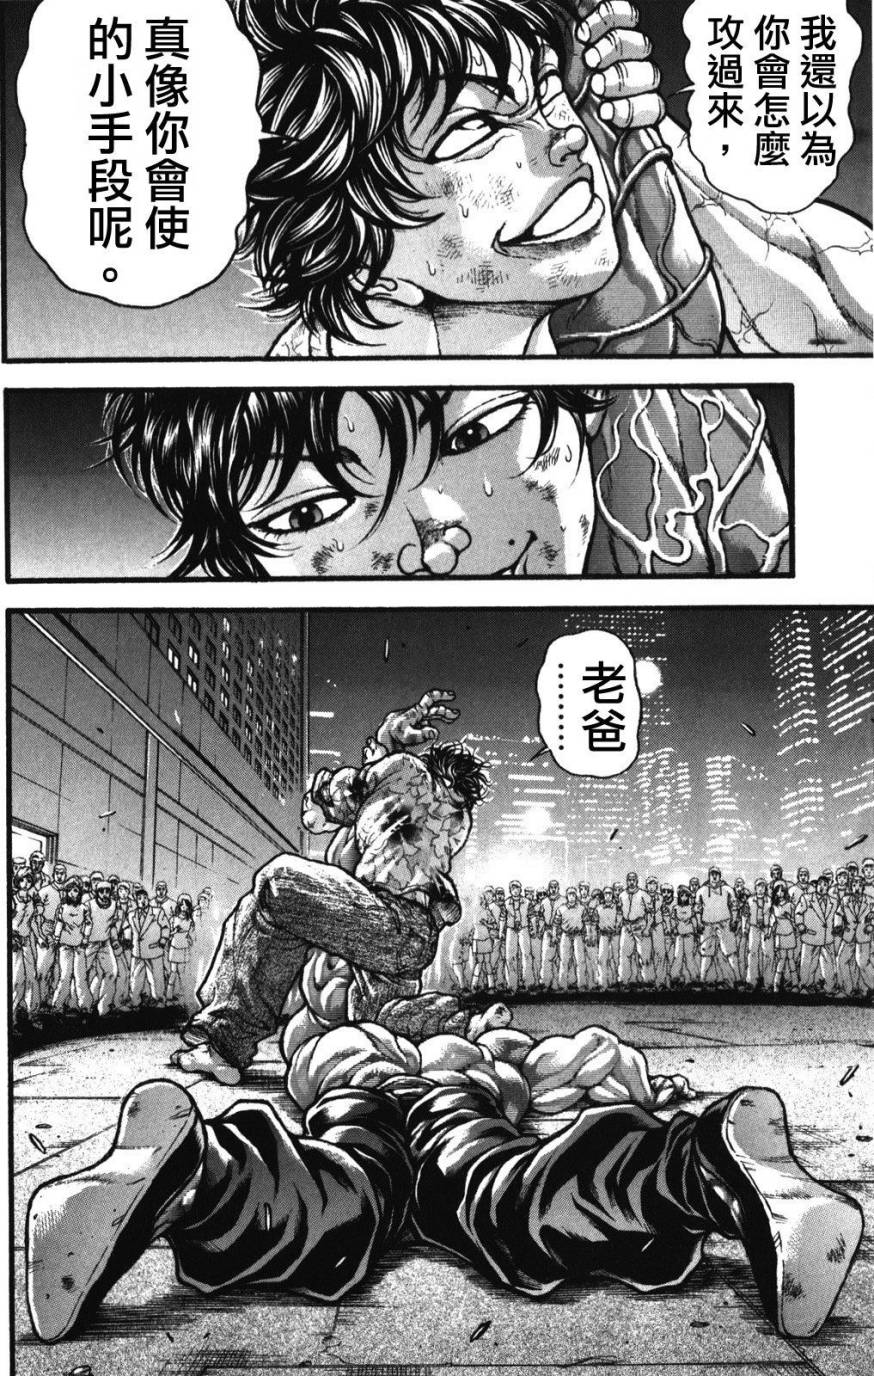 我還以為
你會怎麼
攻過來，
真像你會使
的小手段呢。
老爸
………